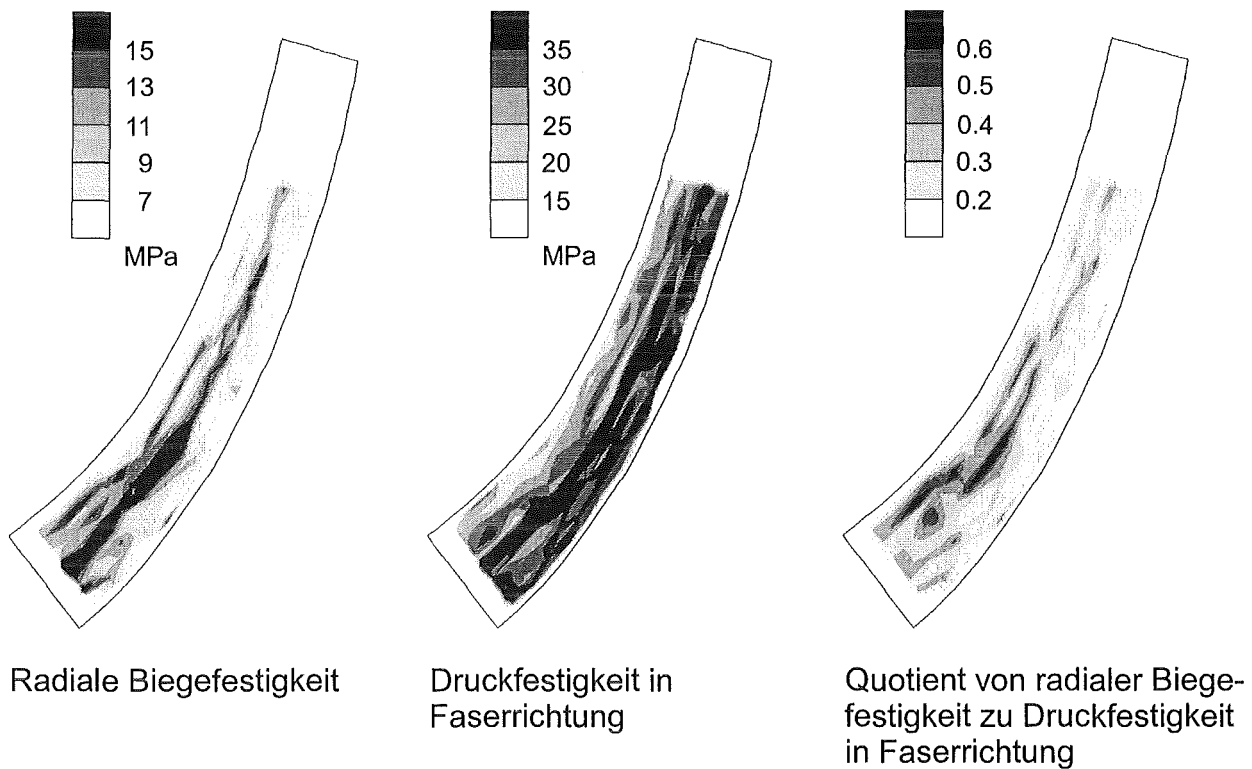 15
13
11
9
7
MPa
35
30
25
20
15
MPa
0.6
0.5
0.4
0.3
0.2
Radiale Biegefestigkeit
Druckfestigkeit in
Faserrichtung
Quotient von radialer Biege-
festigkeit zu Druckfestigkeit
in Faserrichtung